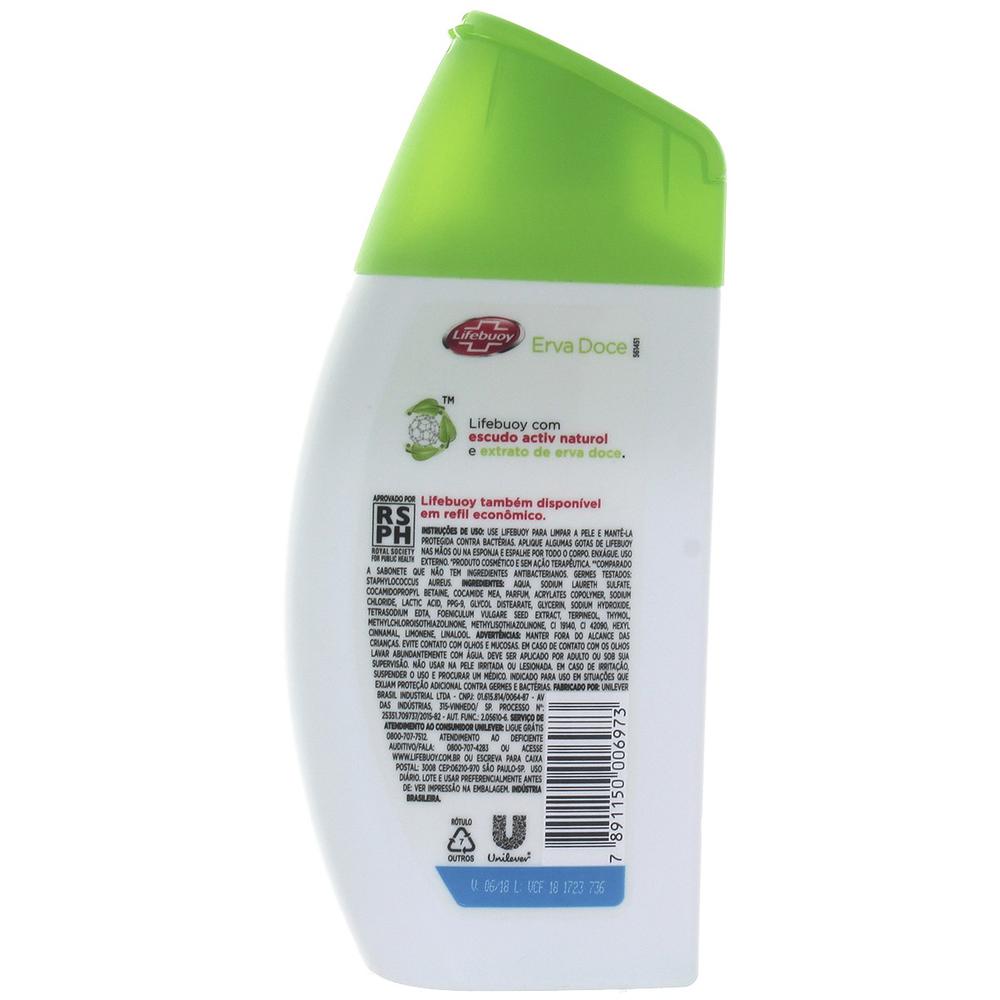 Lifebuoy
Erva Doce
561451
TM
Lifebuoy com
escudo activ natural
e extrato de erva doce.
APROVADO POR
RS
PH
ROYAL SOCIETY
FOR PUBLIC HEALTH
Lifebuoy também disponível
em refil econômico.
INSTRUÇÕES DE USO: USE LIFEBUOY PARA LIMPAR A PELE E MANTÊ-LA
PROTEGIDA CONTRA BACTÉRIAS. APLIQUE ALGUMAS GOTAS DE LIFEBUOY
NAS MÃOS OU NA ESPONJA E ESPALHE POR TODO O CORPO. ENXÁGUE. USO
EXTERNO. *PRODUTO COSMÉTICO E SEM AÇÃO TERAPÊUTICA. **COMPARADO
A SABONETE QUE NÃO TEM INGREDIENTES ANTIBACTERIANOS. GERMES TESTADOS:
STAPHYLOCOCCUS AUREUS. INGREDIENTES: AQUA, SODIUM LAURETH SULFATE,
COCAMIDOPROPYL BETAINE, COCAMIDE MEA, PARFUM, ACRYLATES COPOLYMER, SODIUM
CHLORIDE, LACTIC ACID, PPG-9, GLYCOL DISTEARATE, GLYCERIN, SODIUM HYDROXIDE,
TETRASODIUM EDTA, FOENICULUM VULGARE SEED EXTRACT, TERPINEOL, THYMOL,
METHYLCHLOROISOTHIAZOLINONE, METHYLISOTHIAZOLINONE, CI 19140, CI 42090, HEXYL
CINNAMAL, LIMONENE, LINALOOL. ADVERTÊNCIAS: MANTER FORA DO ALCANCE DAS
CRIANÇAS. EVITE CONTATO COM OLHOS E MUCOSAS. EM CASO DE CONTATO COM OS OLHOS
LAVAR ABUNDANTEMENTE COM ÁGUA. DEVE SER APLICADO POR ADULTO OU SOB SUA
SUPERVISÃO. NÃO USAR NA PELE IRRITADA OU LESIONADA. EM CASO DE IRRITAÇÃO,
SUSPENDER O USO E PROCURAR UM MÉDICO. INDICADO PARA USO EM SITUAÇÕES QUE
EXIJAM PROTEÇÃO ADICIONAL CONTRA GERMES E BACTÉRIAS. FABRICADO POR: UNILEVER
BRASIL INDUSTRIAL LTDA - CNPJ: 01.615.814/0064-87 - AV
DAS INDÚSTRIAS, 315-VINHEDO/ SP. PROCESSO Nº:
25351.709737/2015-82 - AUT. FUNC.: 2.05610-6. SERVIÇO DE
ATENDIMENTO AO CONSUMIDOR UNILEVER: LIGUE GRÁTIS
0800-707-7512. ATENDIMENTO AO DEFICIENTE
AUDITIVO/FALA: 0800-707-4283 OU ACESSE
WWW.LIFEBUOY.COM.BR OU ESCREVA PARA CAIXA
POSTAL: 3008 CEP:06210-970 SÃO PAULO-SP. USO
DIÁRIO. LOTE E USAR PREFERENCIALMENTE ANTES
DE: VER IMPRESSÃO NA EMBALAGEM. INDÚSTRIA
BRASILEIRA.
7 891150 006973
RÓTULO
7
OUTROS
Unilever
V. 06/18 L: VCF 18 1723 736